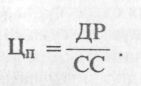 Цп = ДР / СС .